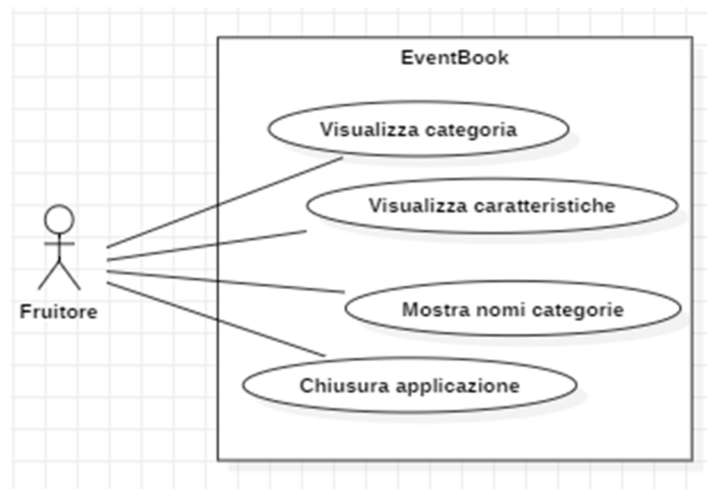 EventBook
Visualizza categoria
Visualizza caratteristiche
Fruitore
Mostra nomi categorie
Chiusura applicazione